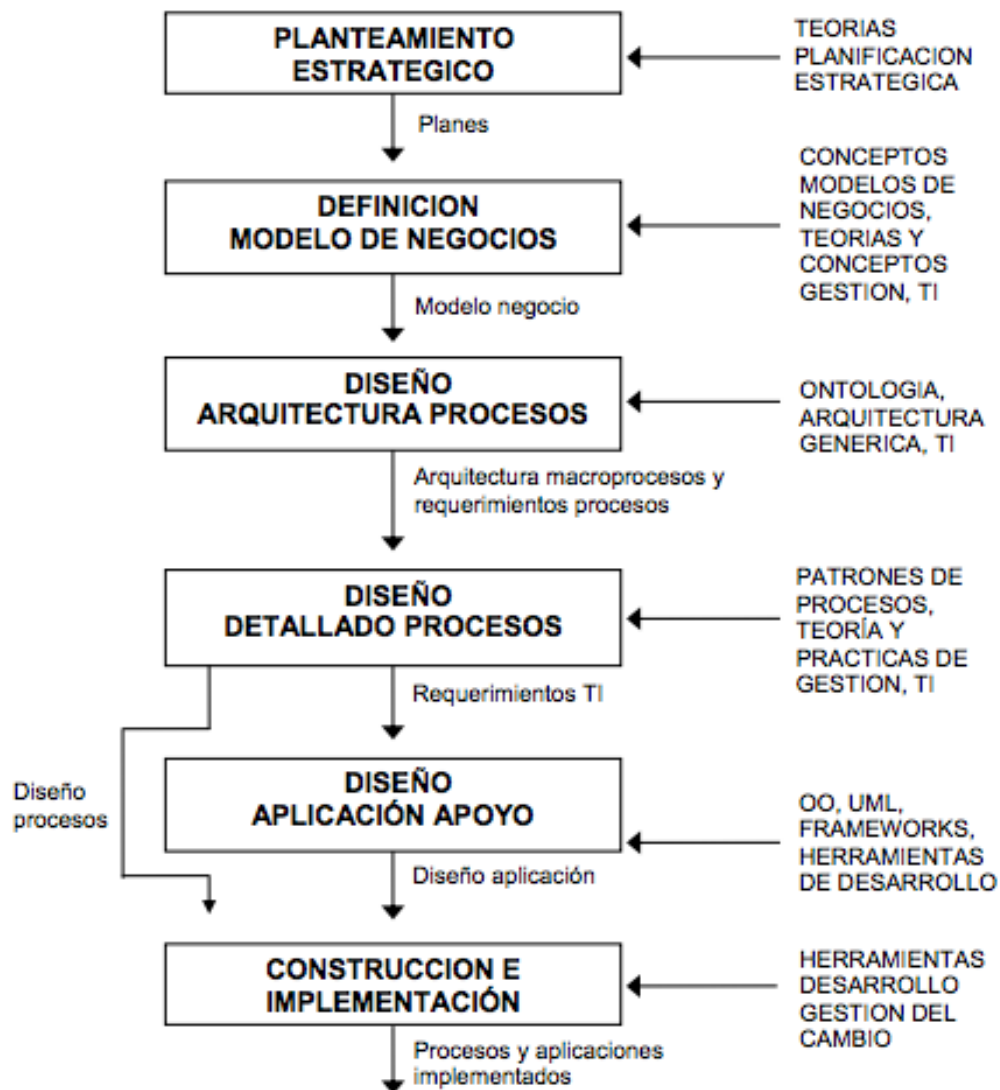 PLANTEAMIENTO
ESTRATEGICO
TEORIAS
PLANIFICACION
ESTRATEGICA
Planes
DEFINICION
MODELO DE NEGOCIOS
CONCEPTOS
MODELOS DE
NEGOCIOS,
TEORIAS Y
CONCEPTOS
GESTION, TI
Modelo negocio
DISEÑO
ARQUITECTURA PROCESOS
ONTOLOGIA,
ARQUITECTURA
GENERICA, TI
Arquitectura macroprocesos y
requerimientos procesos
DISEÑO
DETALLADO PROCESOS
PATRONES DE
PROCESOS,
TEORÍA Y
PRACTICAS DE
GESTION, TI
Requerimientos TI
Diseño
procesos
DISEÑO
APLICACIÓN APOYO
OO, UML,
FRAMEWORKS,
HERRAMIENTAS
DE DESARROLLO
Diseño aplicación
CONSTRUCCION E
IMPLEMENTACIÓN
HERRAMIENTAS
DESARROLLO
GESTION DEL
CAMBIO
Procesos y aplicaciones
implementados